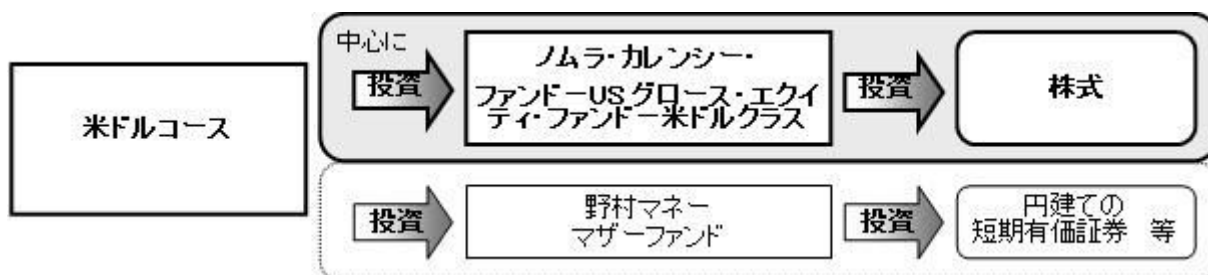 米ドルコース
中心に
投資
ノムラ・カレンシー・
ファンドーUSグロース・エクイ
ティ・ファンドー米ドルクラス
投資
株式
投資
野村マネー
マザーファンド
投資
円建ての
短期有価証券 等